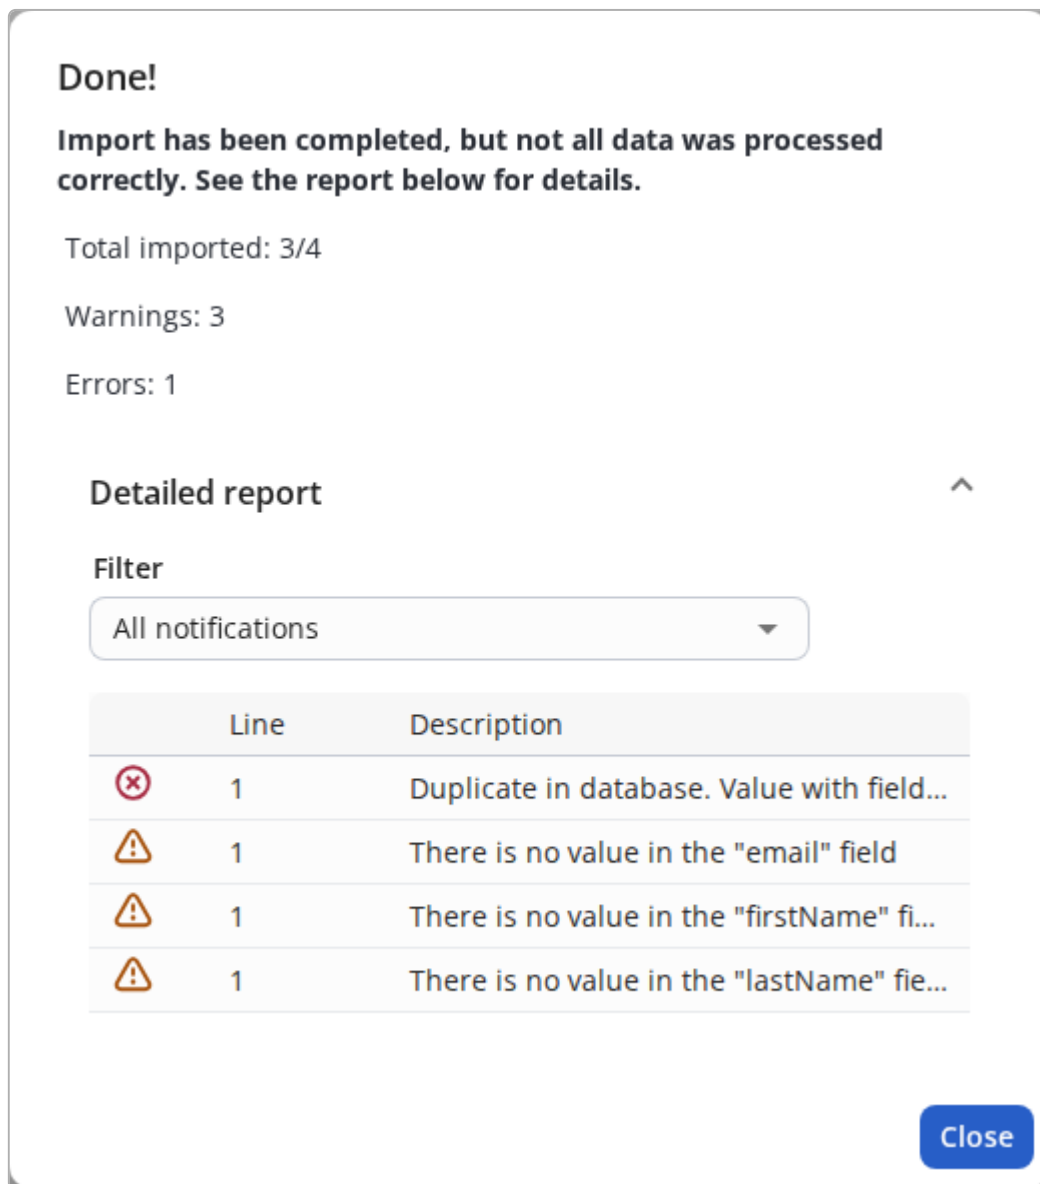 Done!
Import has been completed, but not all data was processed
correctly. See the report below for details.
Total imported: 3/4
Warnings: 3
Errors: 1
Detailed report
Filter
All notifications
Line Description
1 Duplicate in database. Value with field...
1 There is no value in the "email" field
1 There is no value in the "firstName" fi...
1 There is no value in the "lastName" fie...
Close